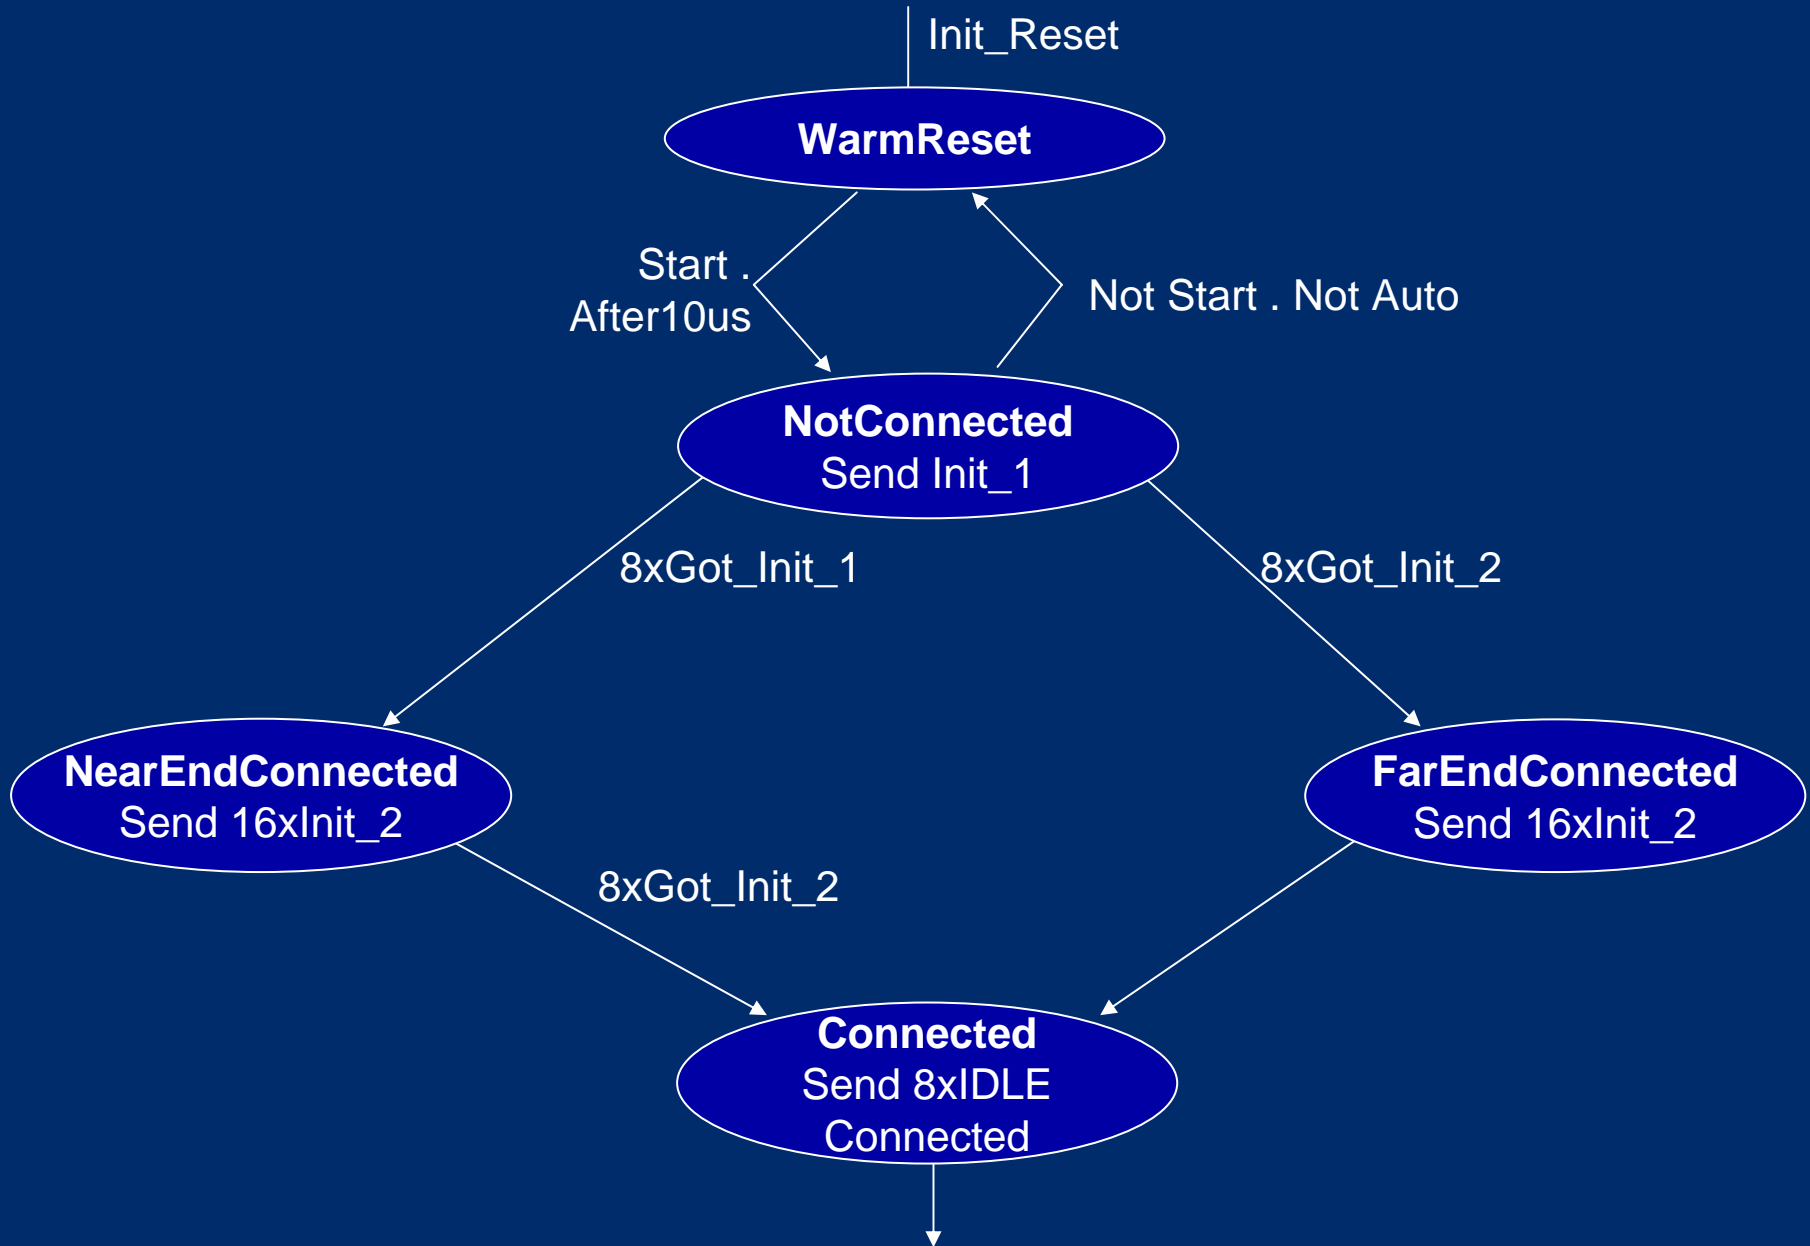 Init_Reset
WarmReset
Start .
After10us
Not Start . Not Auto
NotConnected
Send Init_1
8xGot_Init_1
8xGot_Init_2
NearEndConnected
Send 16xInit_2
FarEndConnected
Send 16xInit_2
8xGot_Init_2
Connected
Send 8xIDLE
Connected